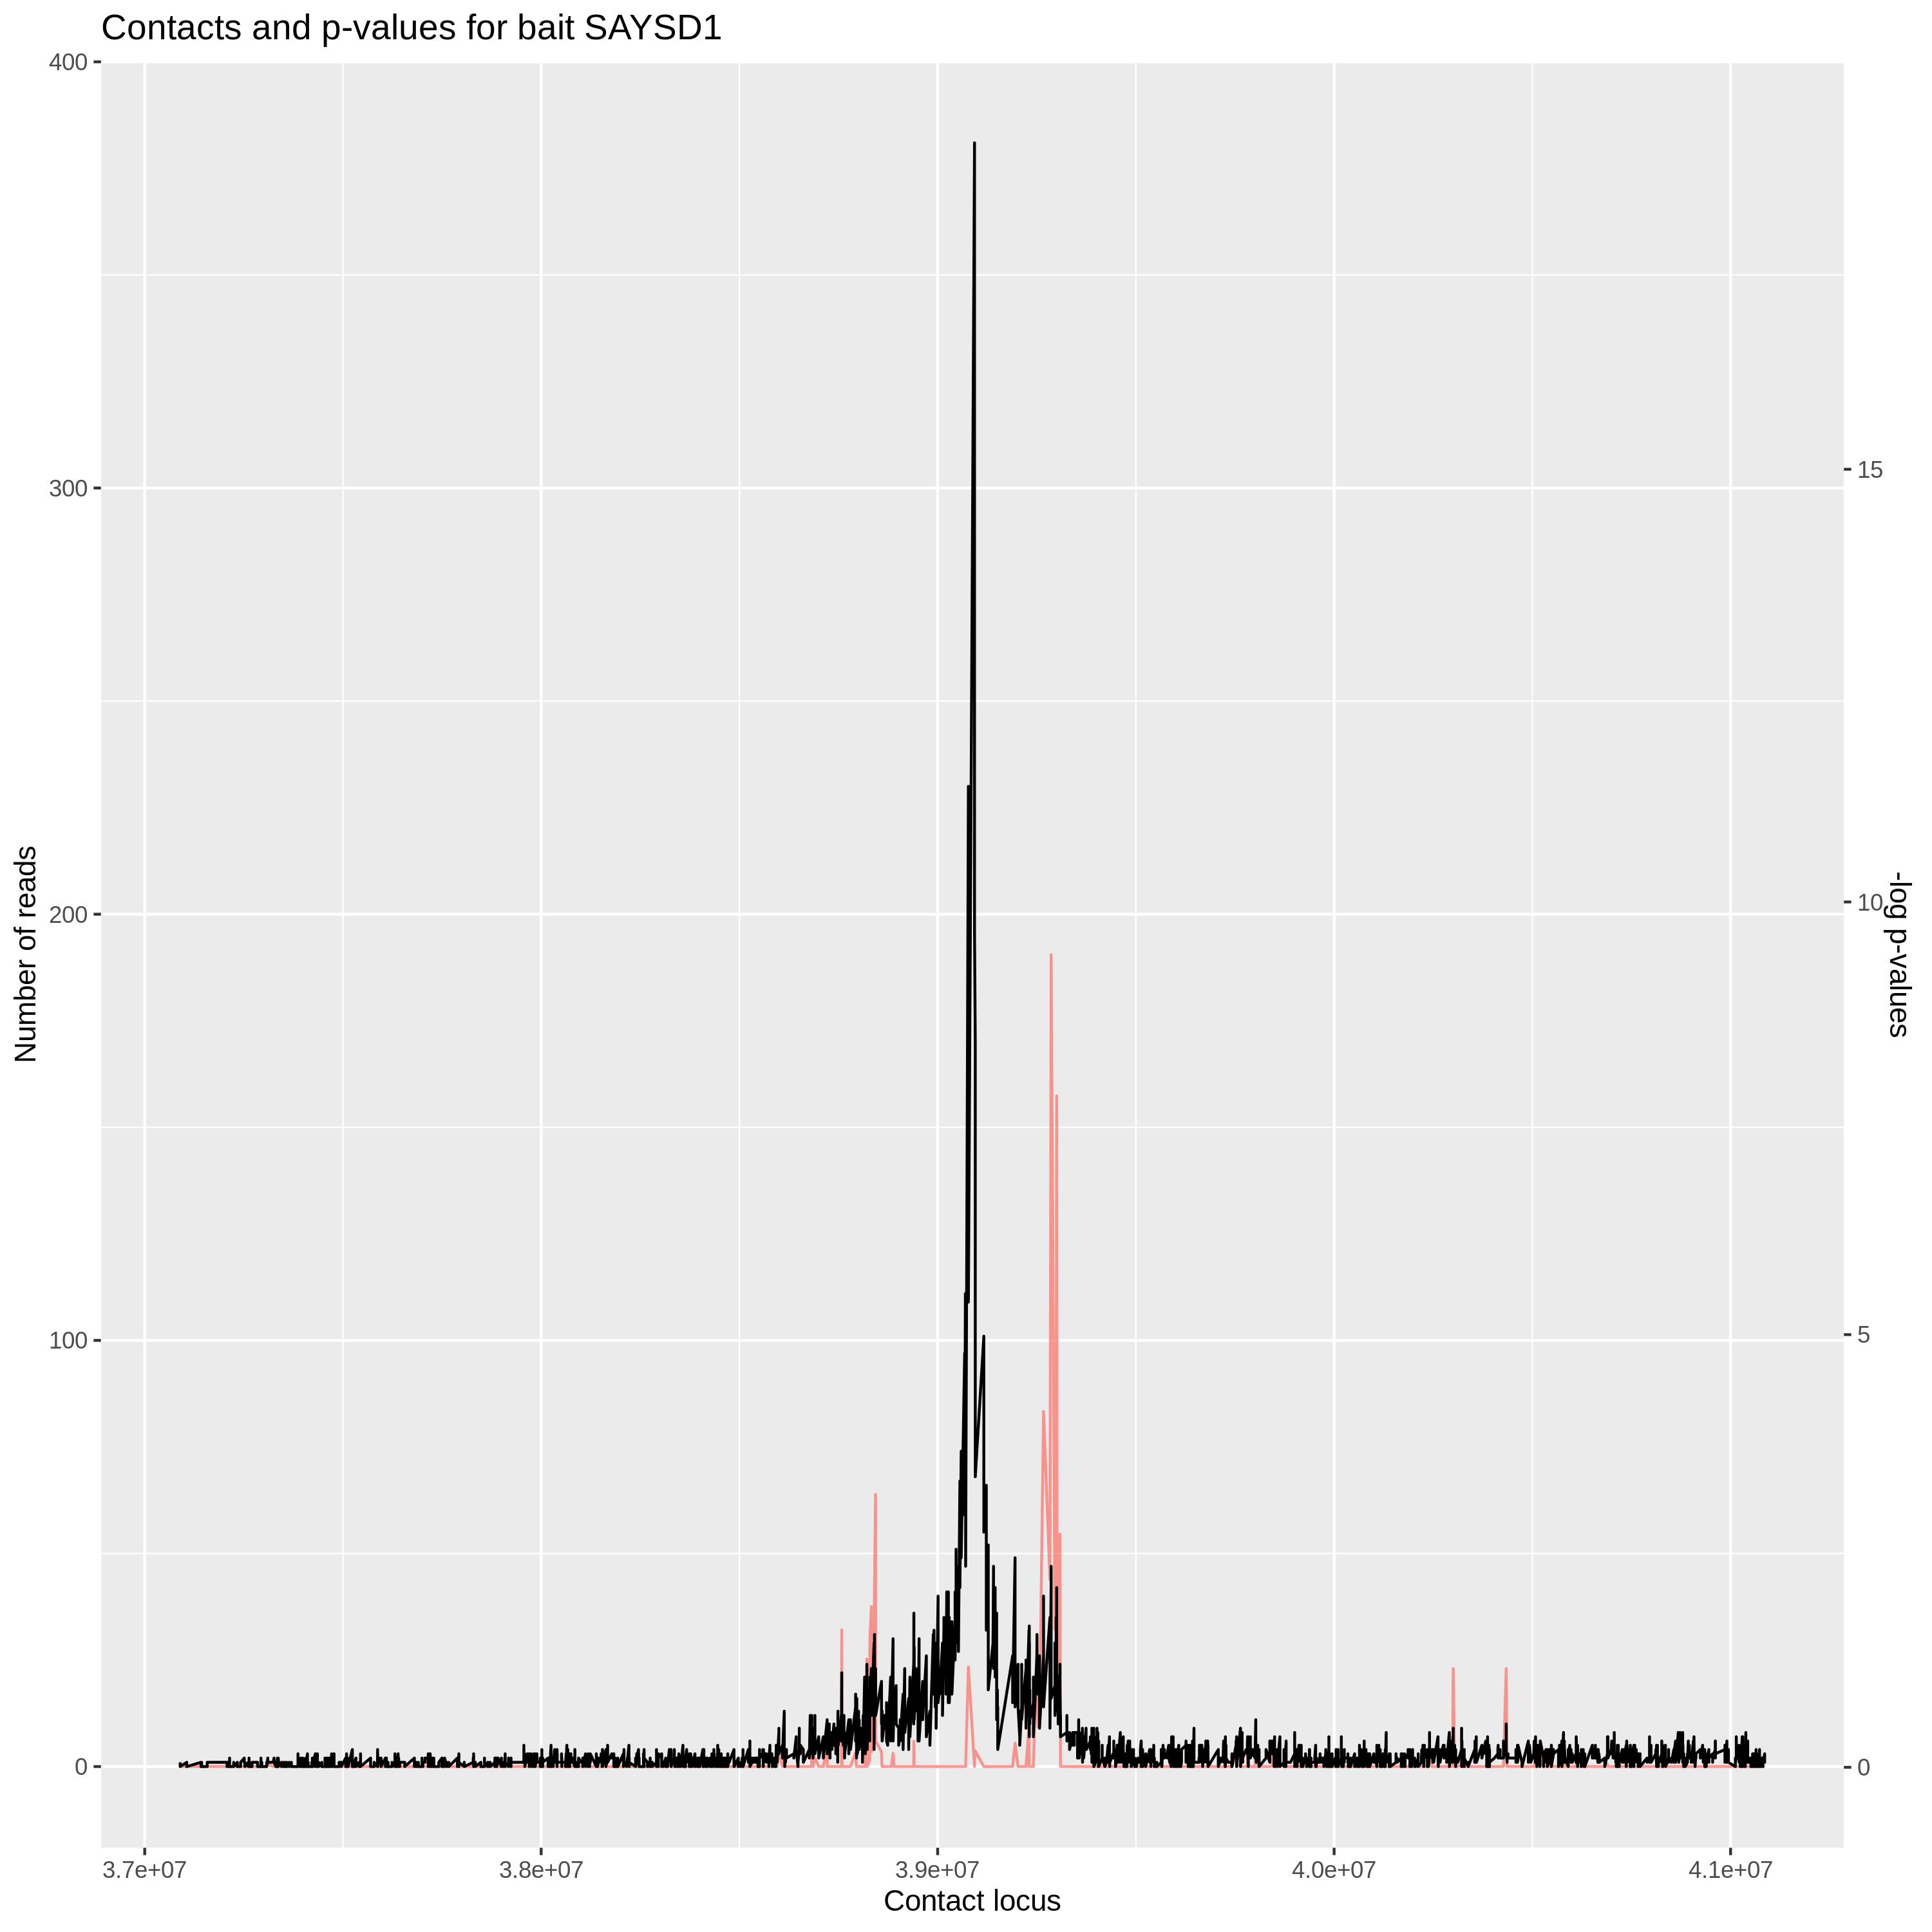 Contacts and p-values for bait SAYSD1
400
300
200
100
0
Number of reads
15
10
5
0
-log p-values
3.7e+07
3.8e+07
3.9e+07
4.0e+07
4.1e+07
Contact locus